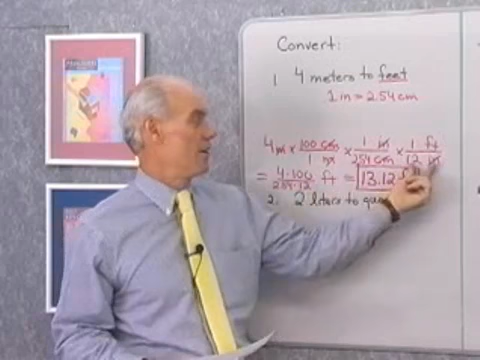 Convert:
1. 4 meters to feet
1 in = 2.54 cm
4 m × 100 cm / 1 m × 1 in / 2.54 cm × 1 ft / 12 in
= 4·100 / 2.54·12 ft = 13.12
2. 2 liters to